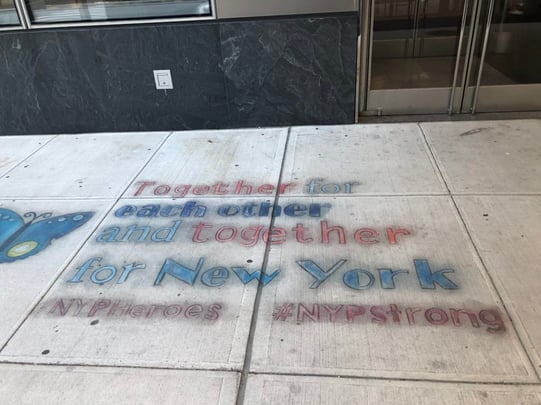 Together for
each other
and together
for New York
#NYPHeroes #NYPStrong